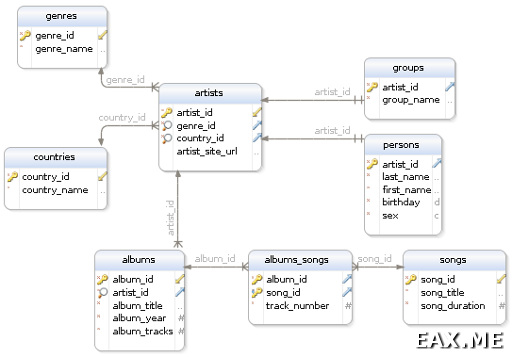 genres
genre_id
genre_name
genre_id
artists
artist_id
genre_id
country_id
artist_site_url
country_id
countries
country_id
country_name
artist_id
groups
artist_id
group_name
artist_id
persons
artist_id
last_name
first_name
birthday d
sex c
artist_id
albums
album_id
artist_id
album_title
album_year #
album_tracks #
album_id
albums_songs
album_id
song_id
track_number #
song_id
songs
song_id
song_title
song_duration #
EAX.ME